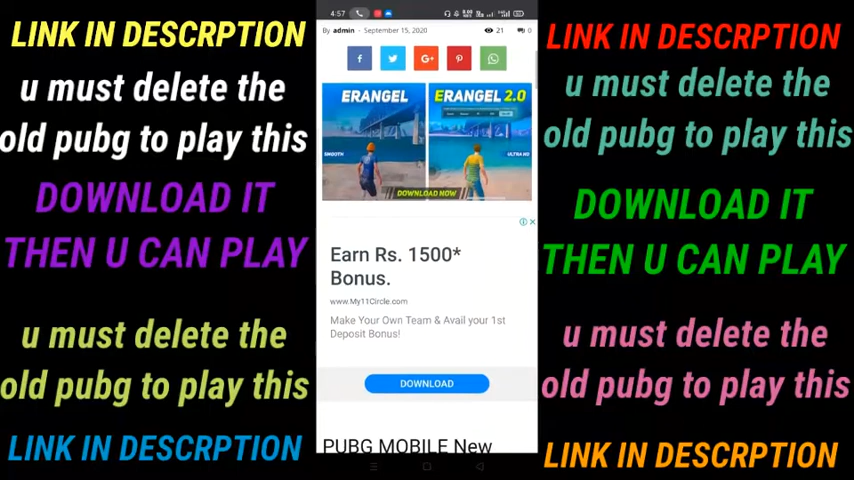 LINK IN DESCRPTION
u must delete the
old pubg to play this
DOWNLOAD IT
THEN U CAN PLAY
u must delete the
old pubg to play this
LINK IN DESCRPTION
4:57
By admin - September 15, 2020
21
0
ERANGEL
ERANGEL 2.0
SMOOTH
ULTRA HD
DOWNLOAD NOW
Earn Rs. 1500*
Bonus.
www.My11Circle.com
Make Your Own Team & Avail your 1st
Deposit Bonus!
DOWNLOAD
PUBG MOBILE New
LINK IN DESCRPTION
u must delete the
old pubg to play this
DOWNLOAD IT
THEN U CAN PLAY
u must delete the
old pubg to play this
LINK IN DESCRPTION